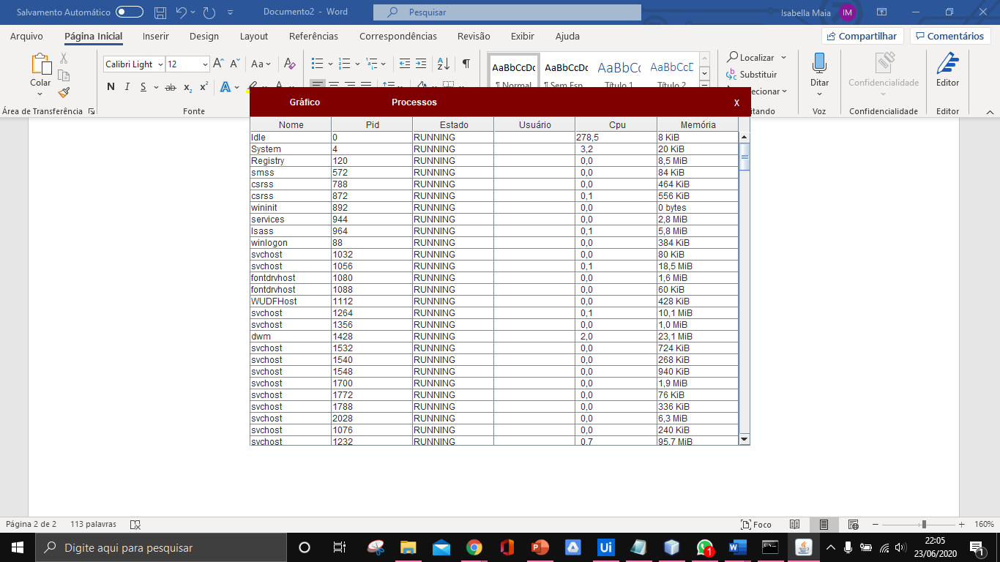 Salvamento Automático
Documento2 - Word
Pesquisar
Isabella Maia
IM
Arquivo Página Inicial Inserir Design Layout Referências Correspondências Revisão Exibir Ajuda
Compartilhar
Comentários
Colar
Calibri Light 12
Aa
N I S ab x₂ x²
AaBbCcDc AaBbCcDc AaBbCc AaBbCcD
¶ Normal ¶ Sem Esp... Título 1 Título 2
Localizar
Substituir
elecionar
Ditar
Confidencialidade
Editor
Área de Transferência
Fonte
itando
Voz
Confidencialidade
Editor
Gráfico Processos X
Nome Pid Estado Usuário Cpu Memória
Idle 0 RUNNING 278,5 8 KiB
System 4 RUNNING 3,2 20 KiB
Registry 120 RUNNING 0,0 8,5 MiB
smss 572 RUNNING 0,0 84 KiB
csrss 788 RUNNING 0,0 464 KiB
csrss 872 RUNNING 0,1 556 KiB
wininit 892 RUNNING 0,0 0 bytes
services 944 RUNNING 0,0 2,8 MiB
lsass 964 RUNNING 0,1 5,8 MiB
winlogon 88 RUNNING 0,0 384 KiB
svchost 1032 RUNNING 0,0 80 KiB
svchost 1056 RUNNING 0,1 18,5 MiB
fontdrvhost 1080 RUNNING 0,0 1,6 MiB
fontdrvhost 1088 RUNNING 0,0 60 KiB
WUDFHost 1112 RUNNING 0,0 428 KiB
svchost 1264 RUNNING 0,1 10,1 MiB
svchost 1356 RUNNING 0,0 1,0 MiB
dwm 1428 RUNNING 2,0 23,1 MiB
svchost 1532 RUNNING 0,0 724 KiB
svchost 1540 RUNNING 0,0 268 KiB
svchost 1548 RUNNING 0,0 940 KiB
svchost 1700 RUNNING 0,0 1,9 MiB
svchost 1772 RUNNING 0,0 76 KiB
svchost 1788 RUNNING 0,0 336 KiB
svchost 2028 RUNNING 0,0 6,3 MiB
svchost 1076 RUNNING 0,0 240 KiB
svchost 1232 RUNNING 0,7 95,7 MiB
Página 2 de 2 113 palavras
Foco
160%
Digite aqui para pesquisar
Ui
1
22:05
23/06/2020
1